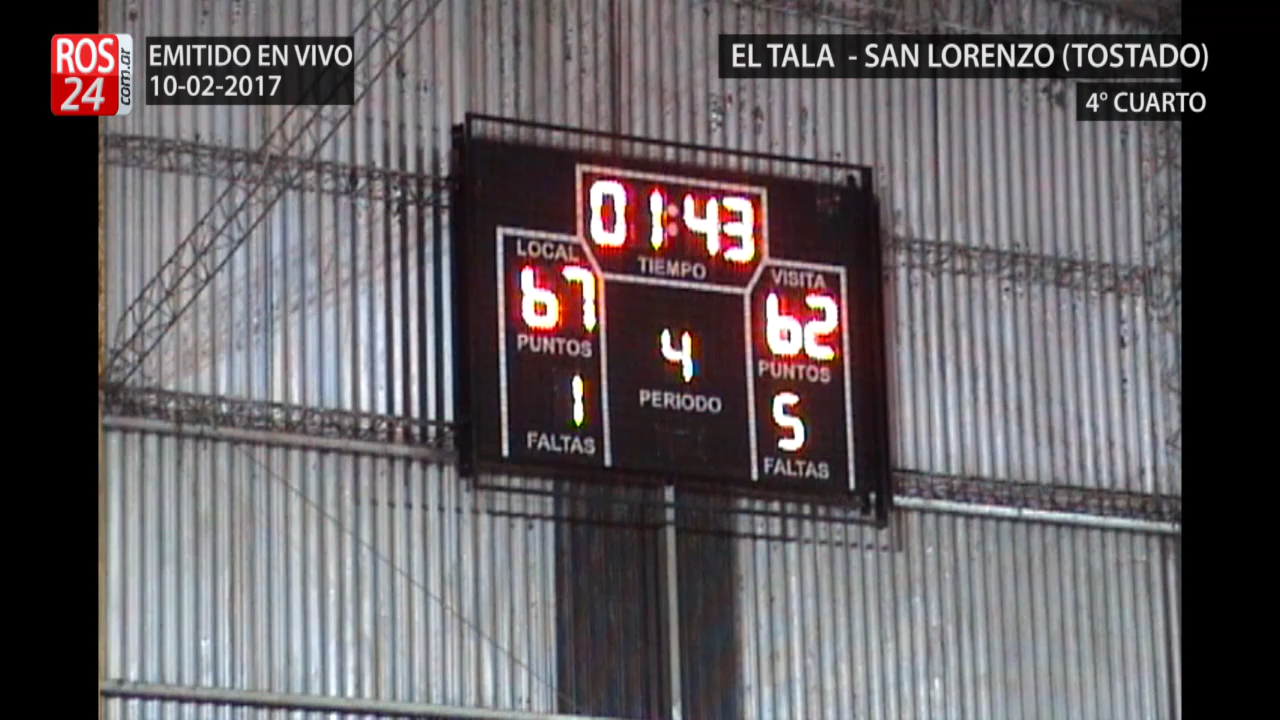 ROS
24
.com.ar
EMITIDO EN VIVO
10-02-2017
EL TALA - SAN LORENZO (TOSTADO)
4° CUARTO
01:43
TIEMPO
LOCAL
67
PUNTOS
1
FALTAS
4
PERIODO
VISITA
62
PUNTOS
5
FALTAS